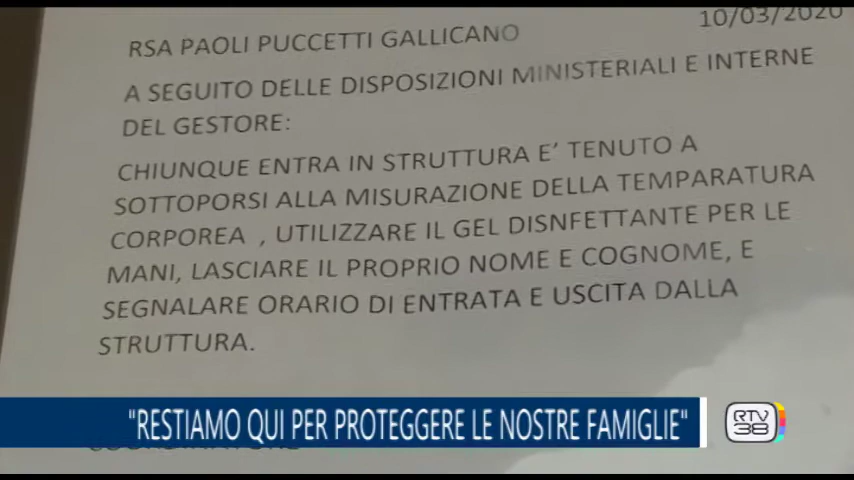 10/03/2020
RSA PAOLI PUCCETTI GALLICANO
A SEGUITO DELLE DISPOSIZIONI MINISTERIALI E INTERNE
DEL GESTORE:
CHIUNQUE ENTRA IN STRUTTURA E' TENUTO A
SOTTOPORSI ALLA MISURAZIONE DELLA TEMPARATURA
CORPOREA , UTILIZZARE IL GEL DISNFETTANTE PER LE
MANI, LASCIARE IL PROPRIO NOME E COGNOME, E
SEGNALARE ORARIO DI ENTRATA E USCITA DALLA
STRUTTURA.
"RESTIAMO QUI PER PROTEGGERE LE NOSTRE FAMIGLIE"
RTV
38